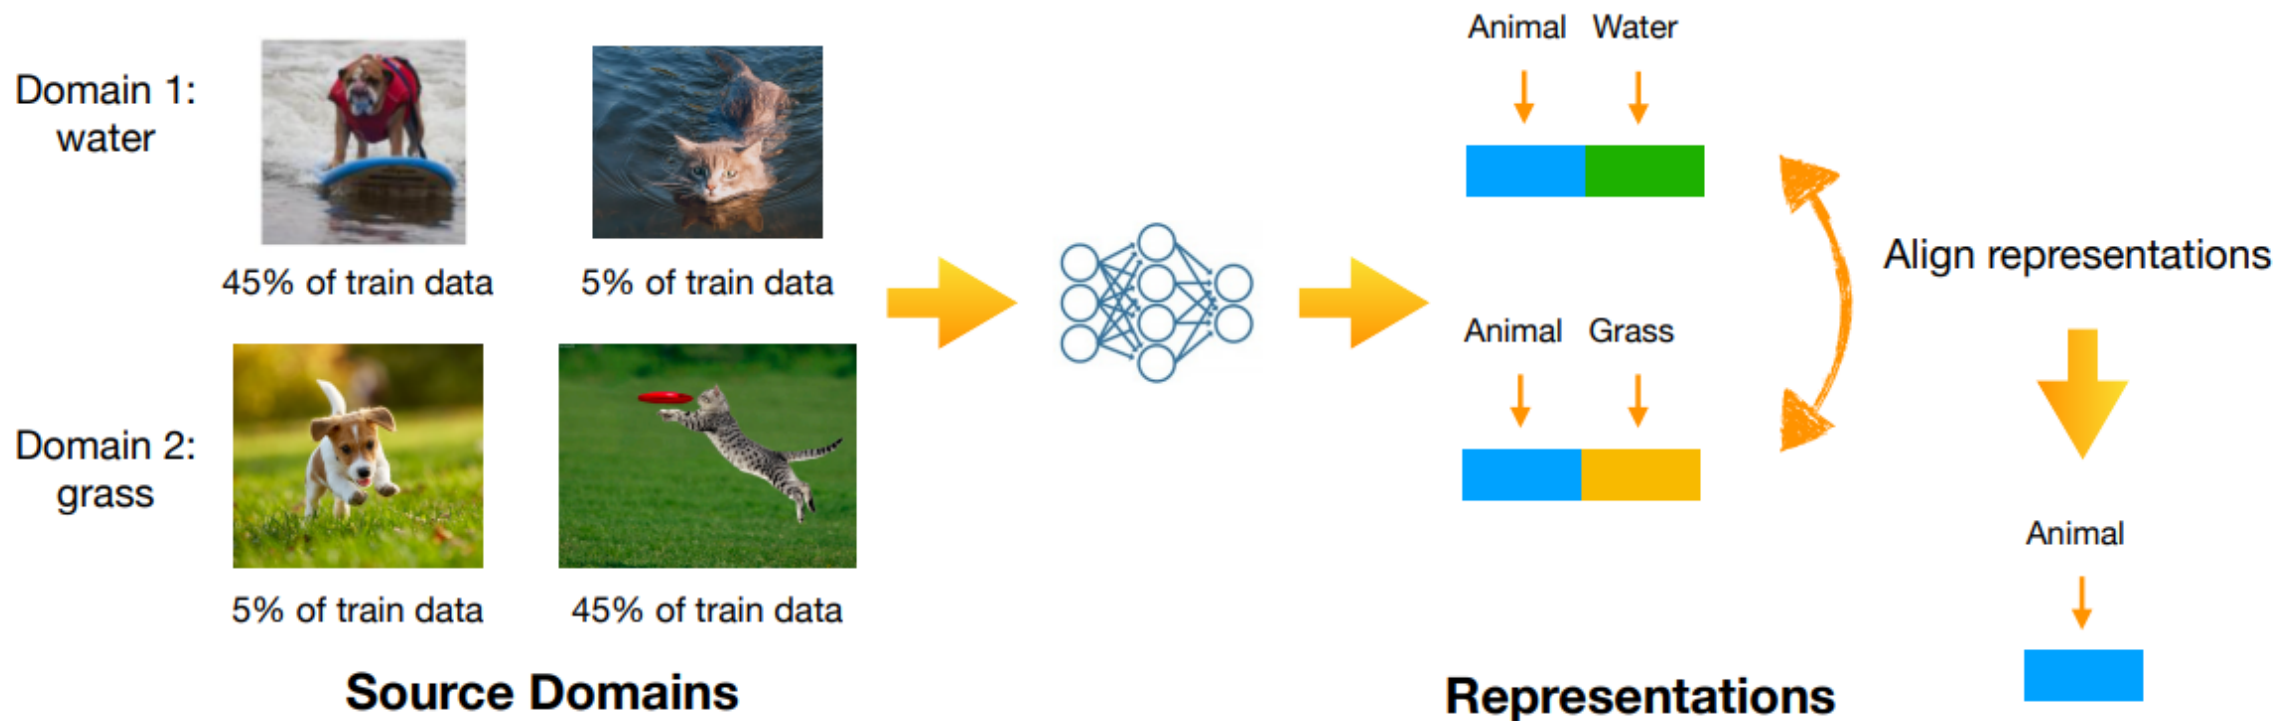 Domain 1:
water
45% of train data
5% of train data
Domain 2:
grass
5% of train data
45% of train data
Source Domains
Animal Water
Animal Grass
Representations
Align representations
Animal